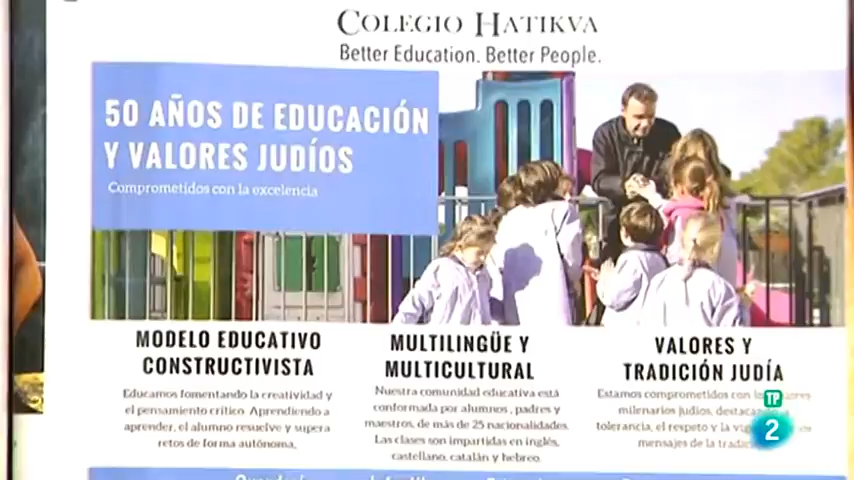 COLEGIO HATIKVA
Better Education. Better People.
50 AÑOS DE EDUCACIÓN
Y VALORES JUDÍOS
Comprometidos con la excelencia
MODELO EDUCATIVO
CONSTRUCTIVISTA
Educamos fomentando la creatividad y
el pensamiento crítico. Aprendiendo a
aprender, el alumno resuelve y supera
retos de forma autónoma.
MULTILINGÜE Y
MULTICULTURAL
Nuestra comunidad educativa está
conformada por alumnos, padres y
maestros, de más de 25 nacionalidades.
Las clases son impartidas en inglés,
castellano, catalán y hebreo.
VALORES Y
TRADICIÓN JUDÍA
Estamos comprometidos con
milenarios judíos,
tolerancia, el respeto y la
mensajes de la
TP
2